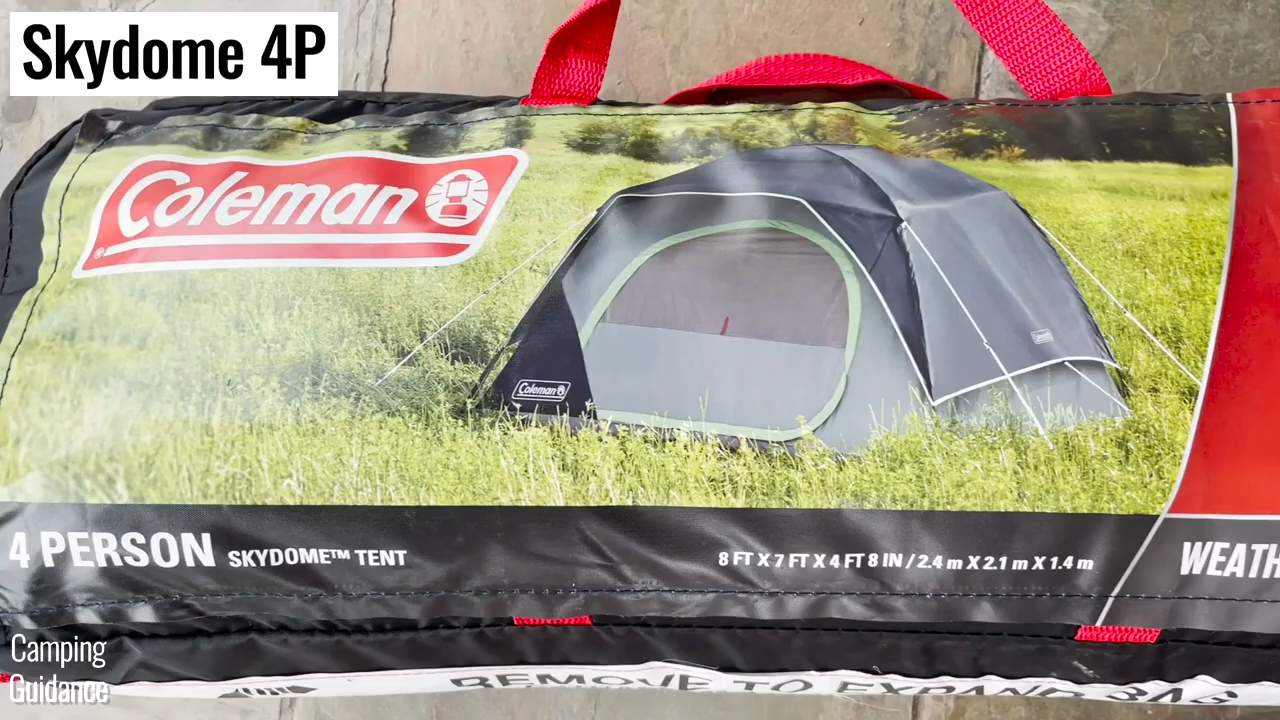 Skydome 4P
Coleman
Coleman
4 PERSON SKYDOME™ TENT
8 FT X 7 FT X 4 FT 8 IN / 2.4 m X 2.1 m X 1.4 m
WEATH
Camping
Guidance
REMOVE TO EXPAND BAG